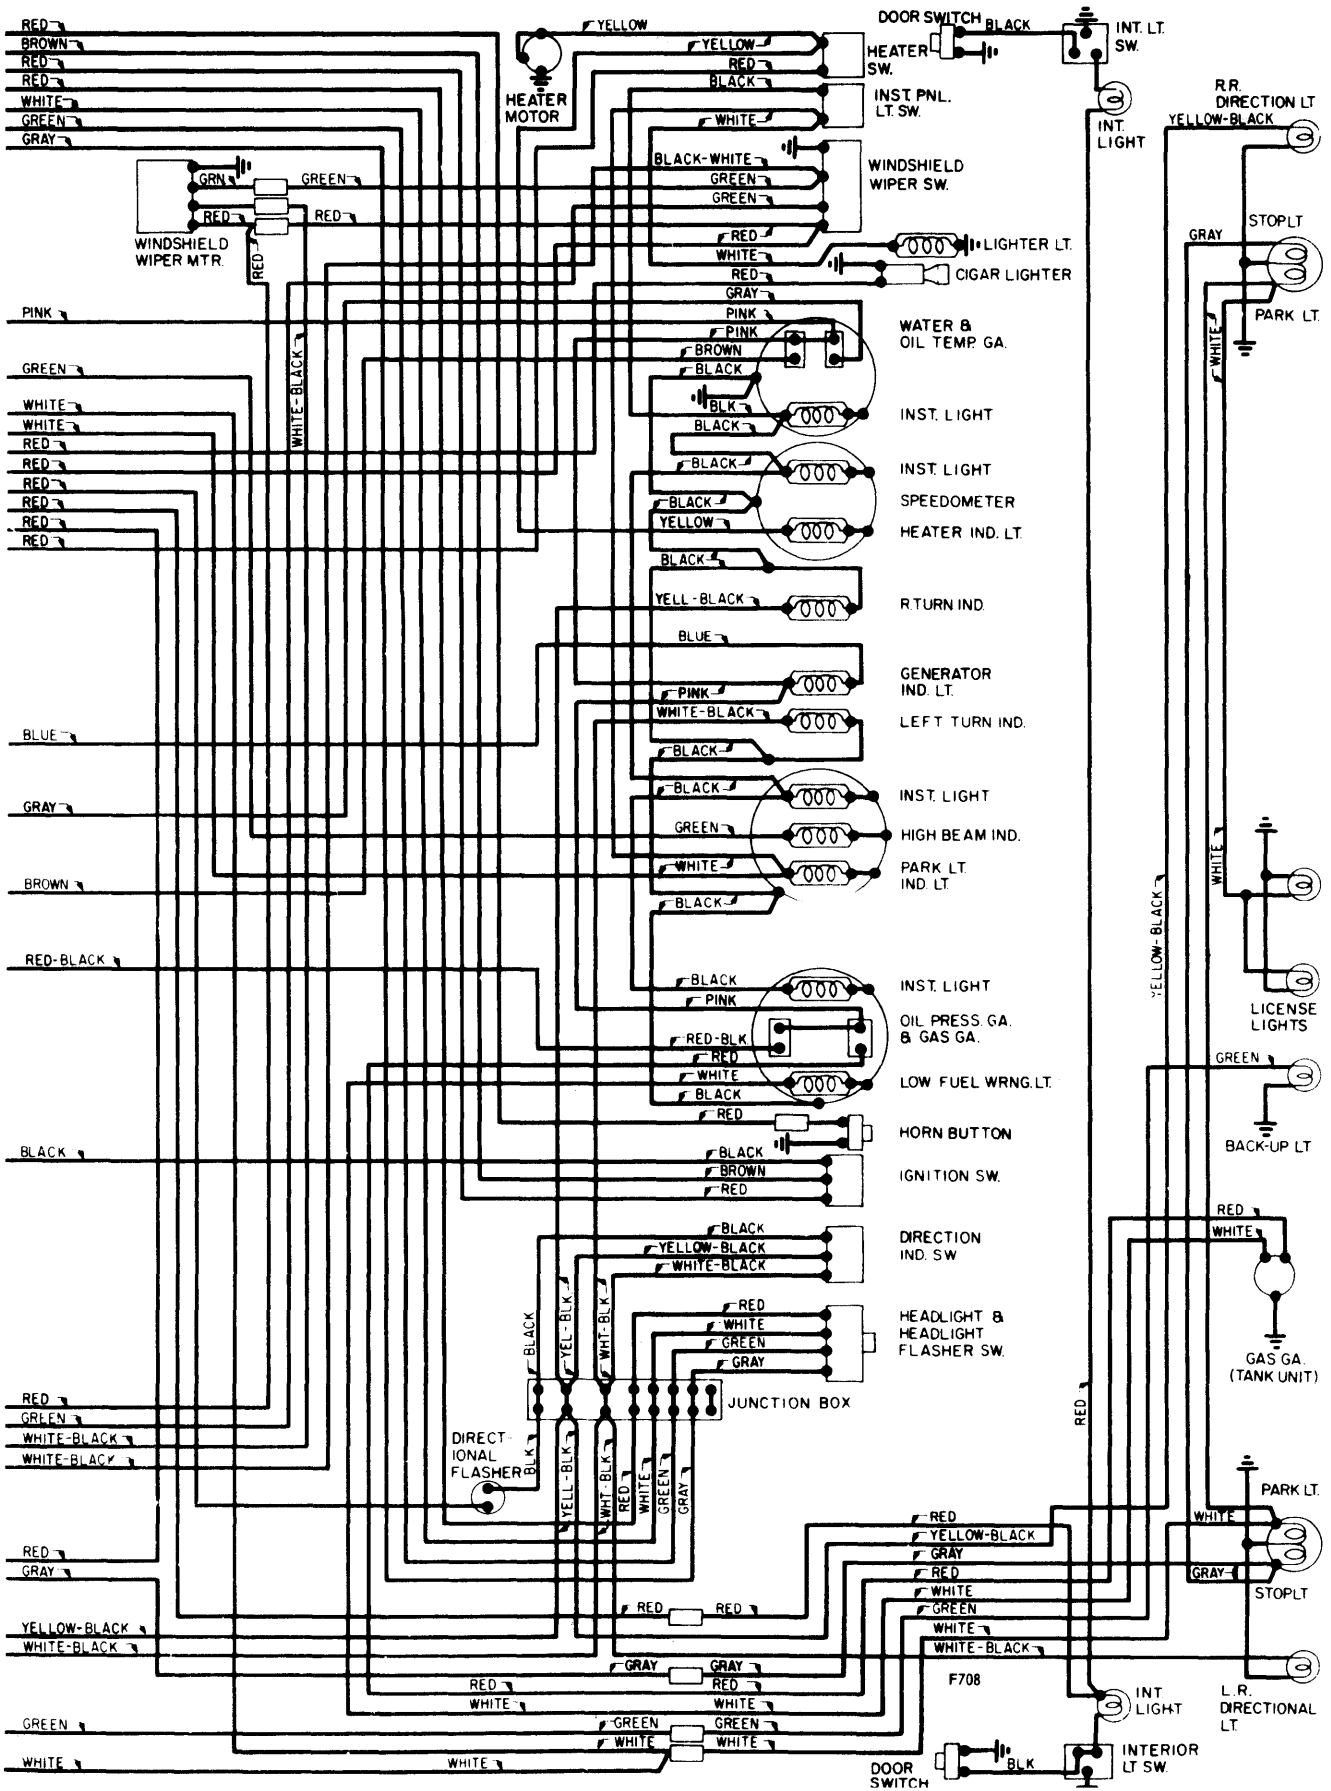 RED
BROWN
RED
RED
WHITE
GREEN
GRAY
YELLOW
YELLOW
RED
BLACK
WHITE
HEATER
MOTOR
HEATER
SW.
INST. PNL.
LT. SW.
DOOR SWITCH
BLACK
INT. LT.
SW.
INT.
LIGHT
R.R.
DIRECTION LT
YELLOW-BLACK
GRN
GREEN
RED
RED
RED
WINDSHIELD
WIPER MTR.
BLACK-WHITE
GREEN
GREEN
RED
WINDSHIELD
WIPER SW.
WHITE
RED
LIGHTER LT.
CIGAR LIGHTER
GRAY
STOPLT
PARK LT.
WHITE
PINK
GREEN
WHITE
WHITE
RED
RED
RED
RED
RED
RED
WHITE-BLACK
GRAY
PINK
PINK
BROWN
BLACK
BLK
BLACK
WATER &
OIL TEMP. GA.
INST. LIGHT
BLACK
BLACK
YELLOW
INST. LIGHT
SPEEDOMETER
HEATER IND. LT.
BLACK
YELL-BLACK
R.TURN IND.
BLUE
PINK
WHITE-BLACK
BLACK
GENERATOR
IND. LT.
LEFT TURN IND.
BLUE
GRAY
BROWN
RED-BLACK
BLACK
GREEN
WHITE
BLACK
INST. LIGHT
HIGH BEAM IND.
PARK LT.
IND. LT.
WHITE
YELLOW-BLACK
LICENSE
LIGHTS
BLACK
PINK
RED-BLK
RED
WHITE
BLACK
INST. LIGHT
OIL PRESS. GA.
& GAS GA.
LOW FUEL WRNG.LT.
GREEN
BACK-UP LT
RED
HORN BUTTON
BLACK
BLACK
BROWN
RED
IGNITION SW.
BLACK
YELLOW-BLACK
WHITE-BLACK
DIRECTION
IND. SW
RED
WHITE
GREEN
GRAY
HEADLIGHT &
HEADLIGHT
FLASHER SW.
RED
WHITE
GAS GA.
(TANK UNIT)
BLACK
YEL-BLK
WHT-BLK
JUNCTION BOX
RED
RED
GREEN
WHITE-BLACK
WHITE-BLACK
DIRECT-
IONAL
FLASHER
BLK
YELL-BLK
WHT-BLK
RED
WHITE
GREEN
GRAY
RED
GRAY
YELLOW-BLACK
WHITE-BLACK
RED
RED
GRAY
GRAY
RED
RED
WHITE
WHITE
GREEN
GREEN
GREEN
WHITE
WHITE
WHITE
WHITE
RED
YELLOW-BLACK
GRAY
RED
WHITE
GREEN
WHITE
WHITE-BLACK
F708
PARK LT.
WHITE
GRAY
STOPLT
L.R.
DIRECTIONAL
LT.
INT
LIGHT
DOOR
SWITCH
BLK
INTERIOR
LT SW.